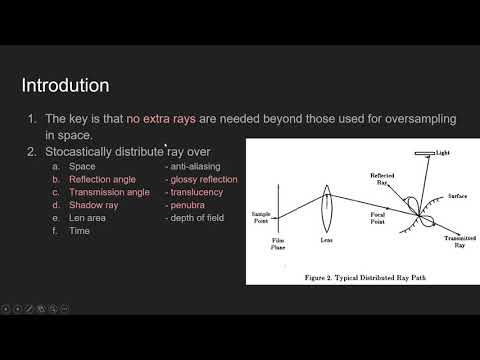 Introdution
1. The key is that no extra rays are needed beyond those used for oversampling
in space.
2. Stocastically distribute ray over
a. Space - anti-aliasing
b. Reflection angle - glossy reflection
c. Transmission angle - translucency
d. Shadow ray - penubra
e. Len area - depth of field
f. Time
Light
Reflected
Ray
Surface
Sample
Point
Focal
Point
Film
Plane
Lens
Transmitted
Ray
Figure 2. Typical Distributed Ray Path